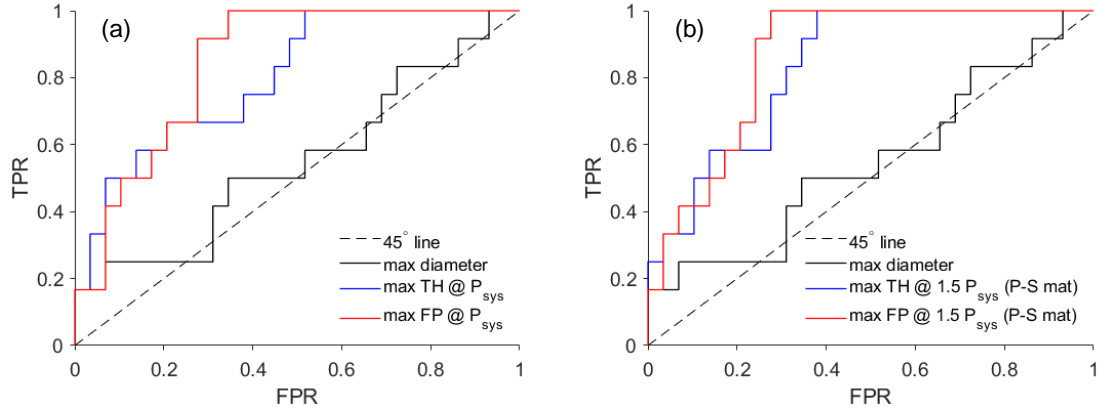 (a)
1
0.8
0.6
0.4
0.2
0
TPR
0
0.2
0.4
0.6
0.8
1
FPR
45° line
max diameter
max TH @ Psys
max FP @ Psys
(b)
1
0.8
0.6
0.4
0.2
0
TPR
0
0.2
0.4
0.6
0.8
1
FPR
45° line
max diameter
max TH @ 1.5 Psys (P-S mat)
max FP @ 1.5 Psys (P-S mat)